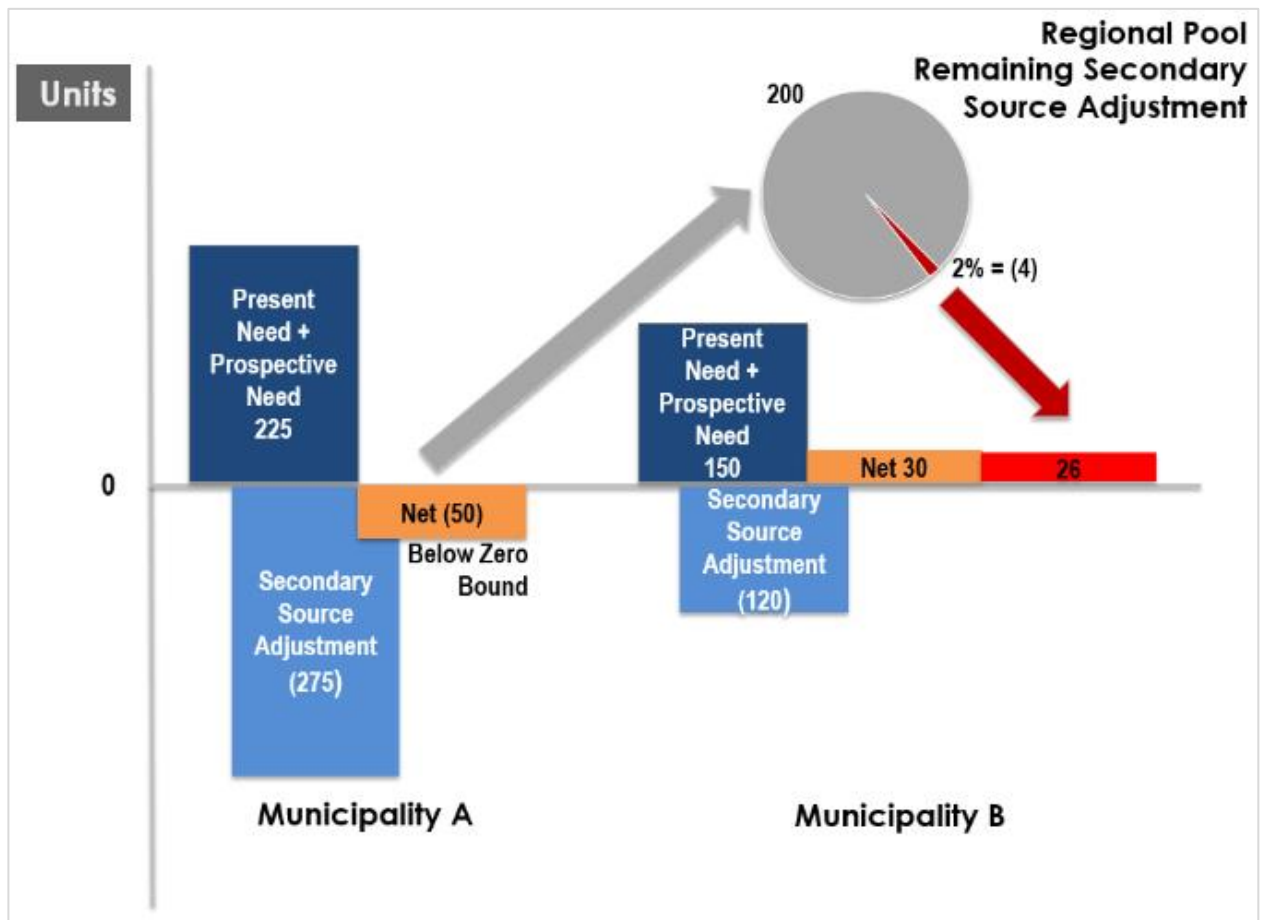 Regional Pool
Remaining Secondary
Source Adjustment
Units
200
2% = (4)
Present
Need +
Prospective
Need
225
Present
Need +
Prospective
Need
150
Net 30
26
0
Net (50)
Below Zero
Bound
Secondary
Source
Adjustment
(275)
Secondary
Source
Adjustment
(120)
Municipality A
Municipality B